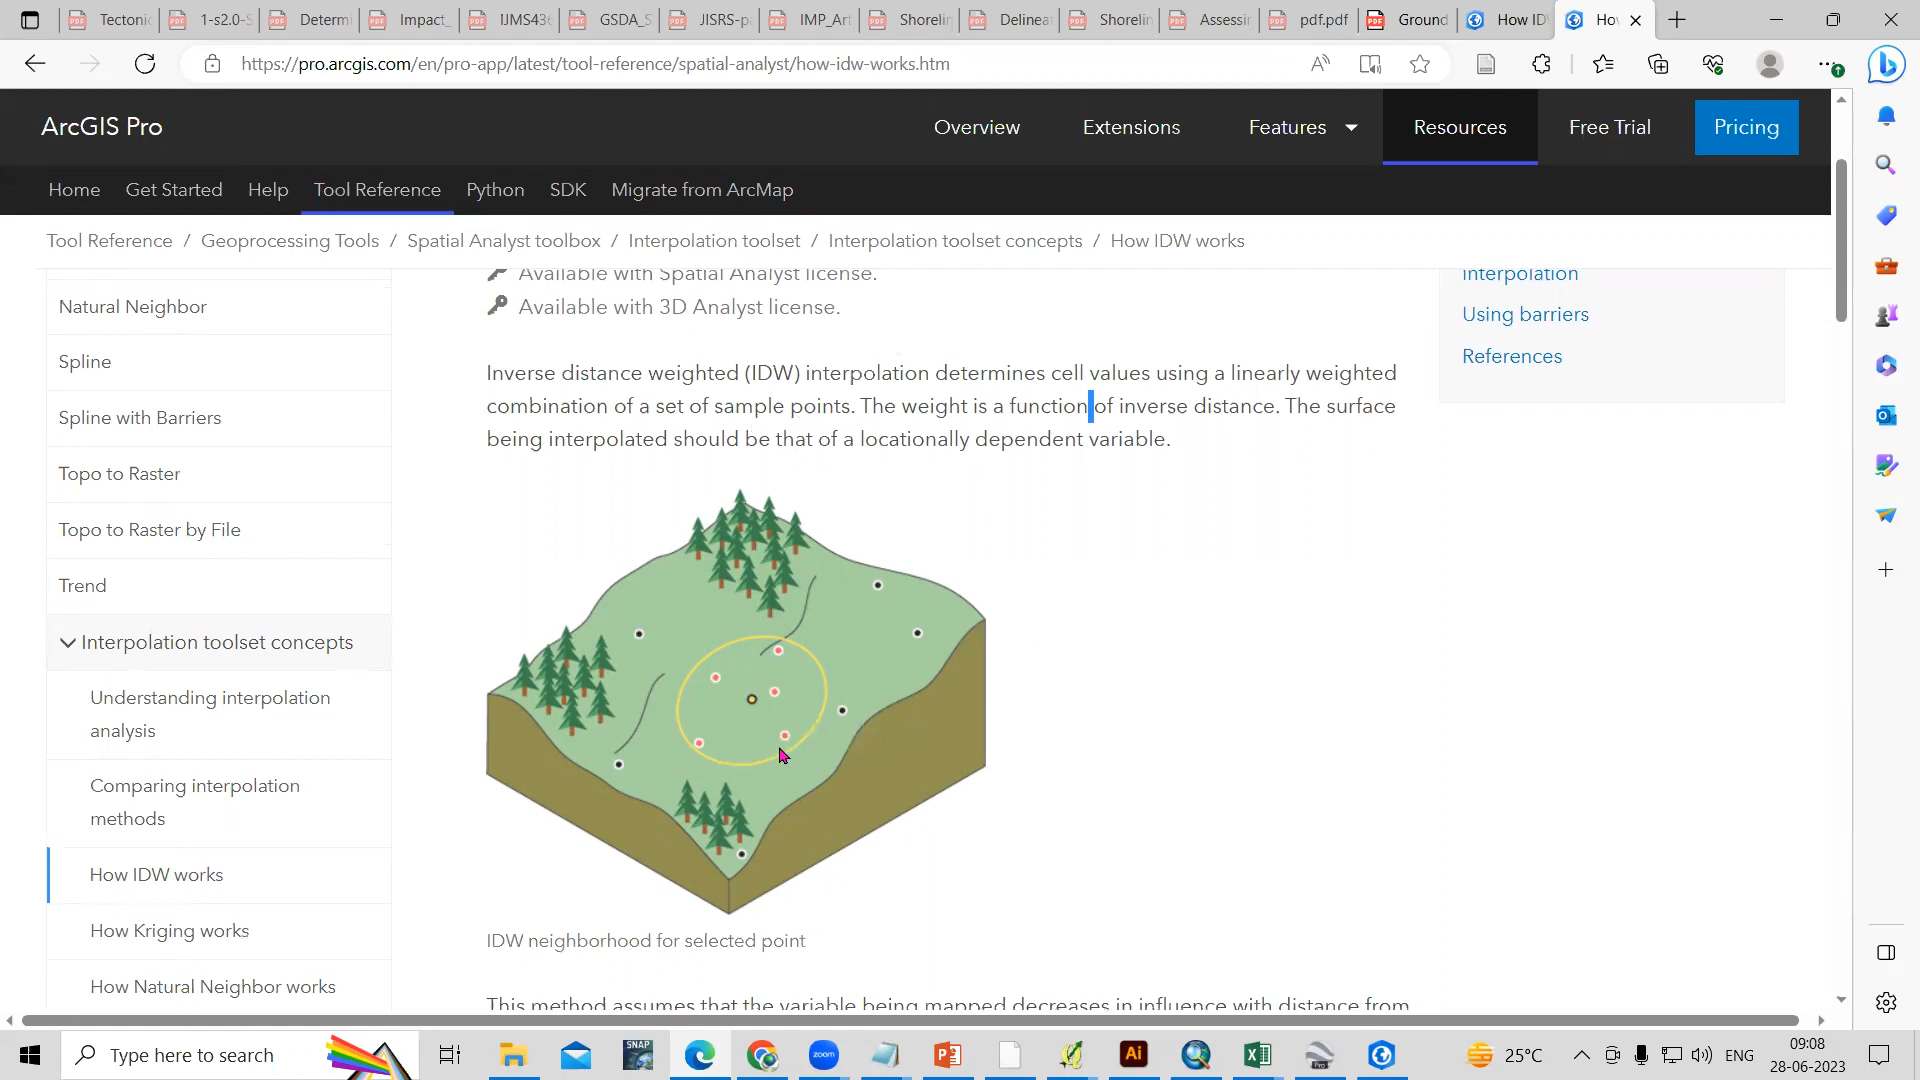 Tectonic
1-s2.0-S
Determi
Impact_
IJMS436
GSDA_S
JISRS-pa
IMP_Art
Shorelin
Delineat
Shorelin
Assessin
pdf.pdf
Ground
How ID
Ho
https://pro.arcgis.com/en/pro-app/latest/tool-reference/spatial-analyst/how-idw-works.htm
ArcGIS Pro
Overview
Extensions
Features
Resources
Free Trial
Pricing
Home
Get Started
Help
Tool Reference
Python
SDK
Migrate from ArcMap
Tool Reference / Geoprocessing Tools / Spatial Analyst toolbox / Interpolation toolset / Interpolation toolset concepts / How IDW works
Natural Neighbor
Spline
Spline with Barriers
Topo to Raster
Topo to Raster by File
Trend
Interpolation toolset concepts
Understanding interpolation
analysis
Comparing interpolation
methods
How IDW works
How Kriging works
How Natural Neighbor works
Available with Spatial Analyst license.
Available with 3D Analyst license.
Inverse distance weighted (IDW) interpolation determines cell values using a linearly weighted
combination of a set of sample points. The weight is a function of inverse distance. The surface
being interpolated should be that of a locationally dependent variable.
IDW neighborhood for selected point
This method assumes that the variable being mapped decreases in influence with distance from
interpolation
Using barriers
References
Type here to search
SNAP
zoom
Ai
Pro
25°C
ENG
09:08
28-06-2023